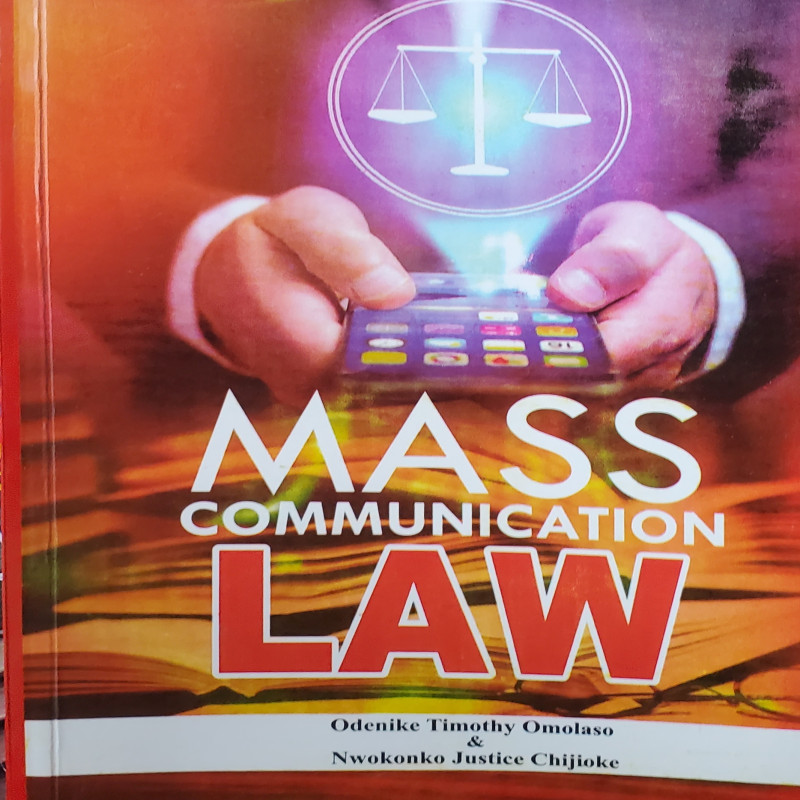 MASS
COMMUNICATION
LAW
Odenike Timothy Omolaso
&
Nwokonko Justice Chijioke